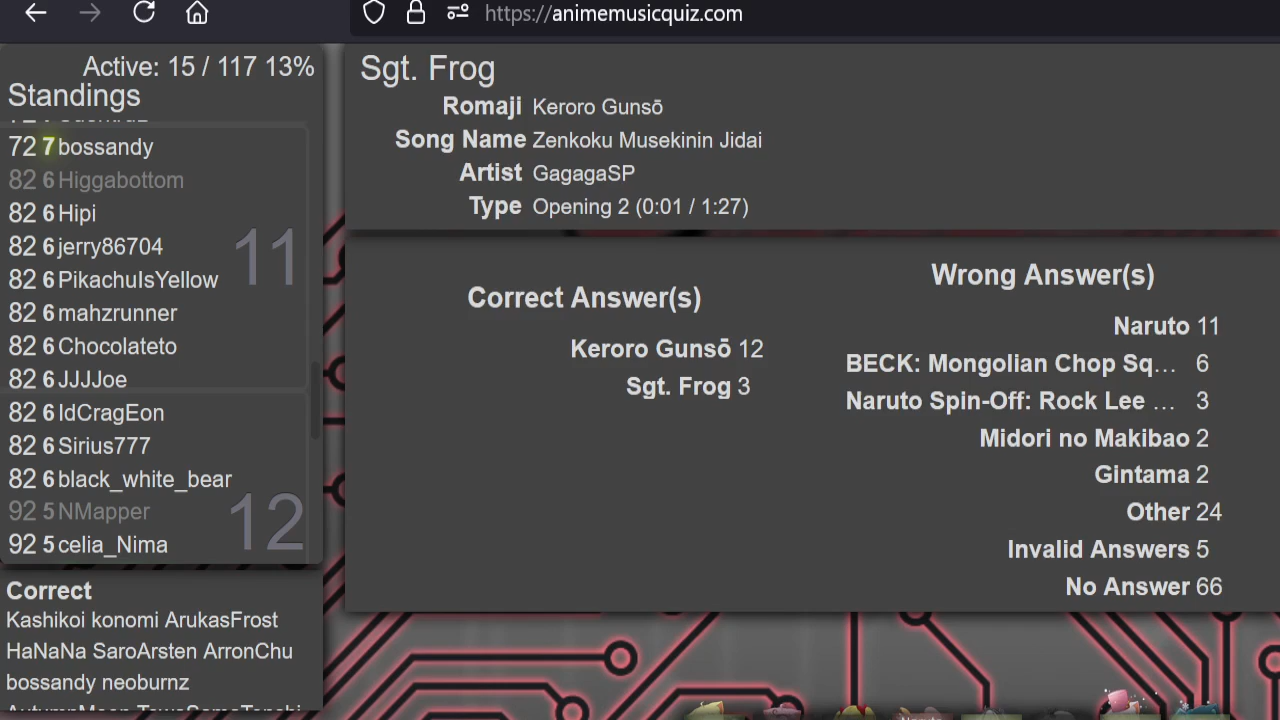 https://animemusicquiz.com
Active: 15 / 117 13%
Standings
72 7 bossandy
82 6 Higgabottom
82 6 Hipi
82 6 jerry86704
82 6 PikachuIsYellow
82 6 mahzrunner
82 6 Chocolateto
82 6 JJJJoe
11
82 6 IdCragEon
82 6 Sirius777
82 6 black_white_bear
92 5 NMapper
92 5 celia_Nima
12
Correct
Kashikoi konomi ArukasFrost
HaNaNa SaroArsten ArronChu
bossandy neoburnz
Sgt. Frog
Romaji Keroro Gunsō
Song Name Zenkoku Musekinin Jidai
Artist GagagaSP
Type Opening 2 (0:01 / 1:27)
Correct Answer(s)
Keroro Gunsō 12
Sgt. Frog 3
Wrong Answer(s)
Naruto 11
BECK: Mongolian Chop Sq... 6
Naruto Spin-Off: Rock Lee ... 3
Midori no Makibao 2
Gintama 2
Other 24
Invalid Answers 5
No Answer 66